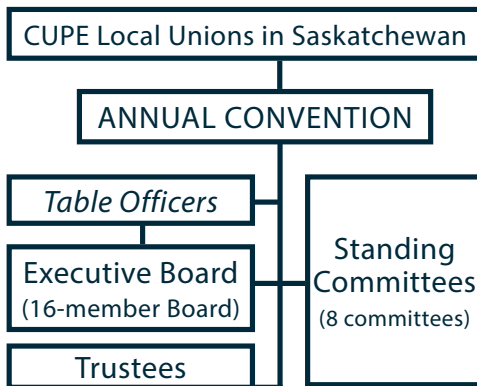 CUPE Local Unions in Saskatchewan
ANNUAL CONVENTION
Table Officers
Executive Board
(16-member Board)
Trustees
Standing
Committees
(8 committees)